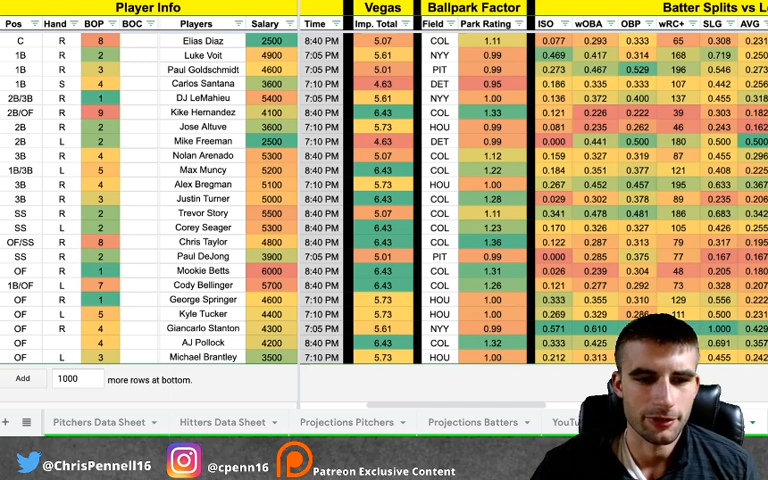 Player Info Vegas Ballpark Factor Batter Splits vs L
Pos Hand BOP BOC Players Salary Time Imp. Total Field Park Rating ISO wOBA OBP wRC+ SLG AVG
C R 8 Elias Diaz 2500 8:40 PM 5.07 COL 1.11 0.077 0.293 0.333 65 0.308 0.231
1B R 2 Luke Voit 4900 7:05 PM 5.61 NYY 0.99 0.469 0.417 0.314 168 0.719 0.250
1B R 3 Paul Goldschmidt 4600 7:05 PM 5.01 PIT 0.99 0.273 0.467 0.529 196 0.546 0.273
1B S 4 Carlos Santana 3600 7:10 PM 4.63 DET 0.95 0.186 0.335 0.333 107 0.442 0.256
2B/3B R 1 DJ LeMahieu 5400 7:05 PM 5.61 NYY 1.00 0.136 0.372 0.400 137 0.455 0.318
2B/OF R 9 Kike Hernandez 4100 8:40 PM 6.43 COL 1.33 0.121 0.226 0.222 39 0.303 0.182
2B R 2 Jose Altuve 3600 7:10 PM 5.73 HOU 0.99 0.081 0.235 0.262 46 0.243 0.162
2B L 2 Mike Freeman 2500 7:10 PM 4.63 DET 0.99 0.000 0.441 0.500 180 0.500 0.500
3B R 4 Nolan Arenado 5300 8:40 PM 5.07 COL 1.12 0.159 0.327 0.319 87 0.455 0.296
1B/3B L 5 Max Muncy 5200 8:40 PM 6.43 COL 1.22 0.184 0.351 0.377 121 0.408 0.225
3B R 4 Alex Bregman 5100 7:10 PM 5.73 HOU 1.00 0.267 0.452 0.457 195 0.633 0.367
3B R 3 Justin Turner 5000 8:40 PM 6.43 COL 1.28 0.029 0.302 0.378 89 0.235 0.206
SS R 2 Trevor Story 5500 8:40 PM 5.07 COL 1.11 0.341 0.478 0.481 186 0.683 0.342
SS L 2 Corey Seager 5300 8:40 PM 6.43 COL 1.23 0.170 0.326 0.327 105 0.426 0.255
OF/SS R 8 Chris Taylor 4800 8:40 PM 6.43 COL 1.36 0.122 0.287 0.313 79 0.317 0.195
SS R 2 Paul DeJong 3900 7:05 PM 5.01 PIT 0.99 0.000 0.285 0.375 77 0.167 0.167
OF R 1 Mookie Betts 6000 8:40 PM 6.43 COL 1.31 0.026 0.239 0.304 48 0.205 0.180
1B/OF L 7 Cody Bellinger 5700 8:40 PM 6.43 COL 1.26 0.121 0.277 0.292 73 0.328 0.207
OF R 1 George Springer 4600 7:10 PM 5.73 HOU 1.00 0.333 0.355 0.310 129 0.556 0.222
OF L 5 Kyle Tucker 4400 7:10 PM 5.73 HOU 1.00 0.269 0.329 0.286 111 0.500 0.231
OF R 4 Giancarlo Stanton 4300 7:05 PM 5.61 NYY 0.99 0.571 0.610 1.000 0.429
OF 4 AJ Pollock 4200 8:40 PM 6.43 COL 1.32 0.333 0.425 0.691 0.357
OF L 3 Michael Brantley 3500 7:10 PM 5.73 HOU 1.00 0.212 0.313 0.455 0.242
Add 1000 more rows at bottom.
Pitchers Data Sheet Hitters Data Sheet Projections Pitchers Projections Batters YouTu
@ChrisPennell16 @cpenn16 Patreon Exclusive Content